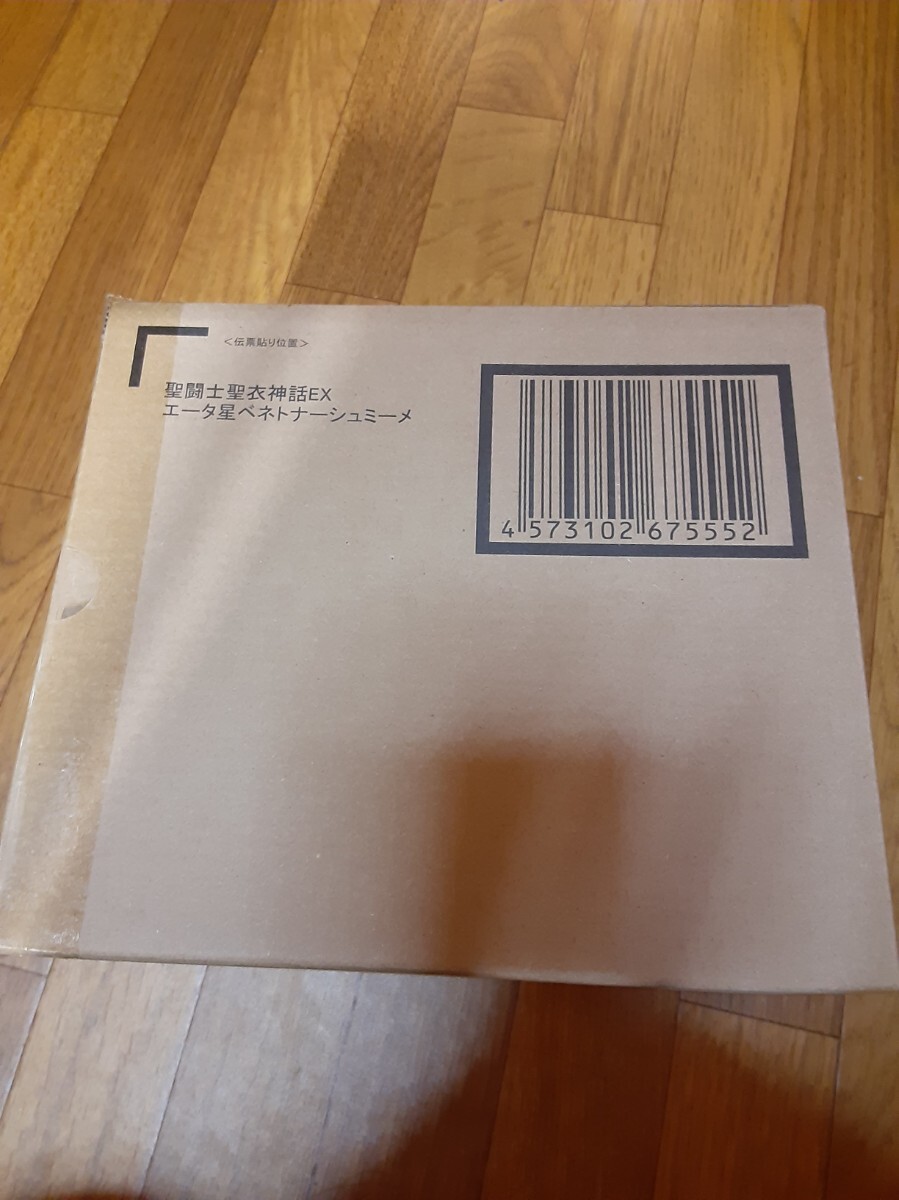 ＜伝票貼り位置＞
聖闘士聖衣神話EX
エータ星ベネトナーシュミーメ
4 573102 675552